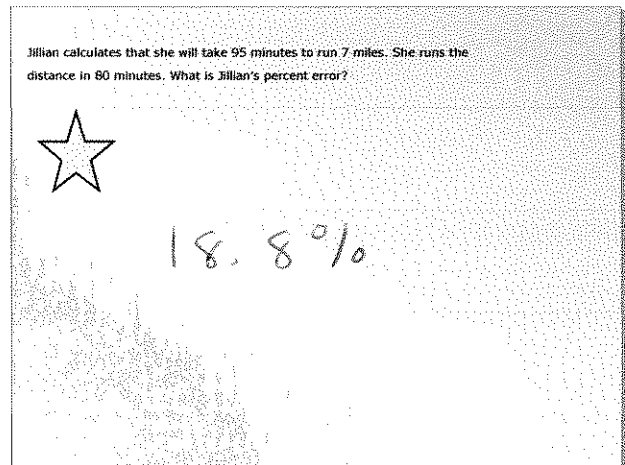 Jillian calculates that she will take 95 minutes to run 7 miles. She runs the
distance in 80 minutes. What is Jillian's percent error?
18.8%